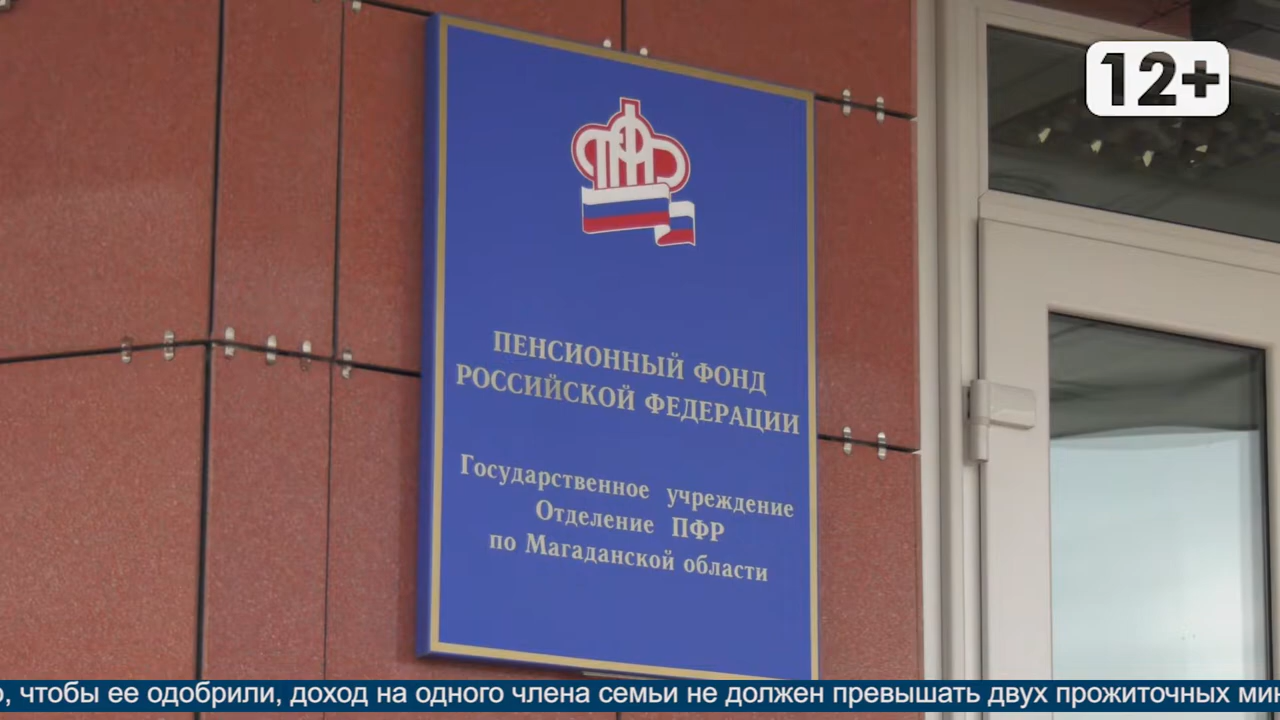 12+
ПФР
ПЕНСИОННЫЙ ФОНД
РОССИЙСКОЙ ФЕДЕРАЦИИ
Государственное учреждение
Отделение ПФР
по Магаданской области
чтобы ее одобрили, доход на одного члена семьи не должен превышать двух прожиточных